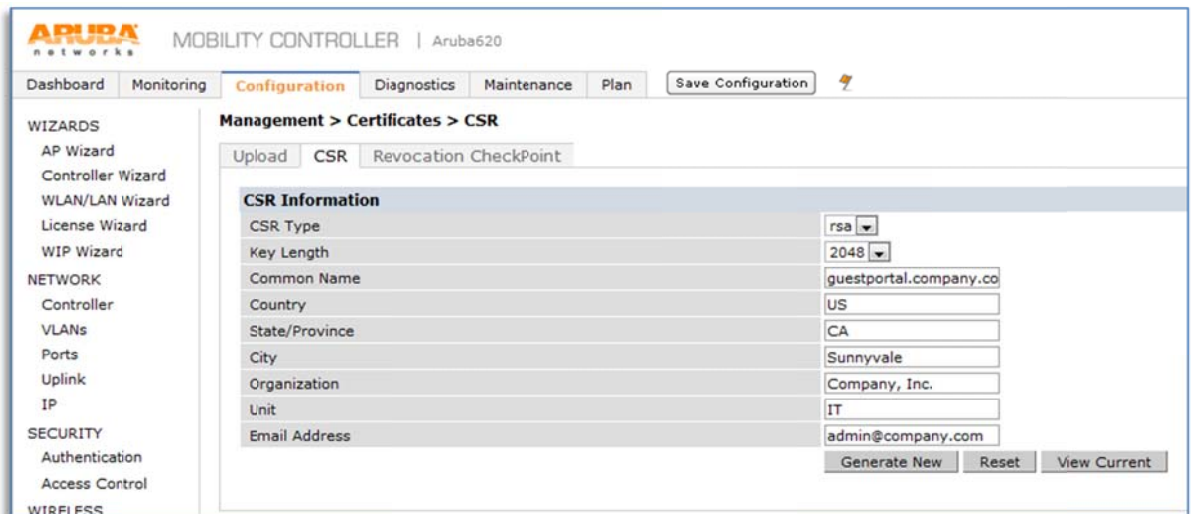 ARUBA
networks
MOBILITY CONTROLLER | Aruba620
Dashboard Monitoring Configuration Diagnostics Maintenance Plan Save Configuration
WIZARDS
AP Wizard
Controller Wizard
WLAN/LAN Wizard
License Wizard
WIP Wizard
NETWORK
Controller
VLANs
Ports
Uplink
IP
SECURITY
Authentication
Access Control
WIRELESS
Management > Certificates > CSR
Upload CSR Revocation CheckPoint
CSR Information
CSR Type rsa
Key Length 2048
Common Name guestportal.company.co
Country US
State/Province CA
City Sunnyvale
Organization Company, Inc.
Unit IT
Email Address admin@company.com
Generate New Reset View Current